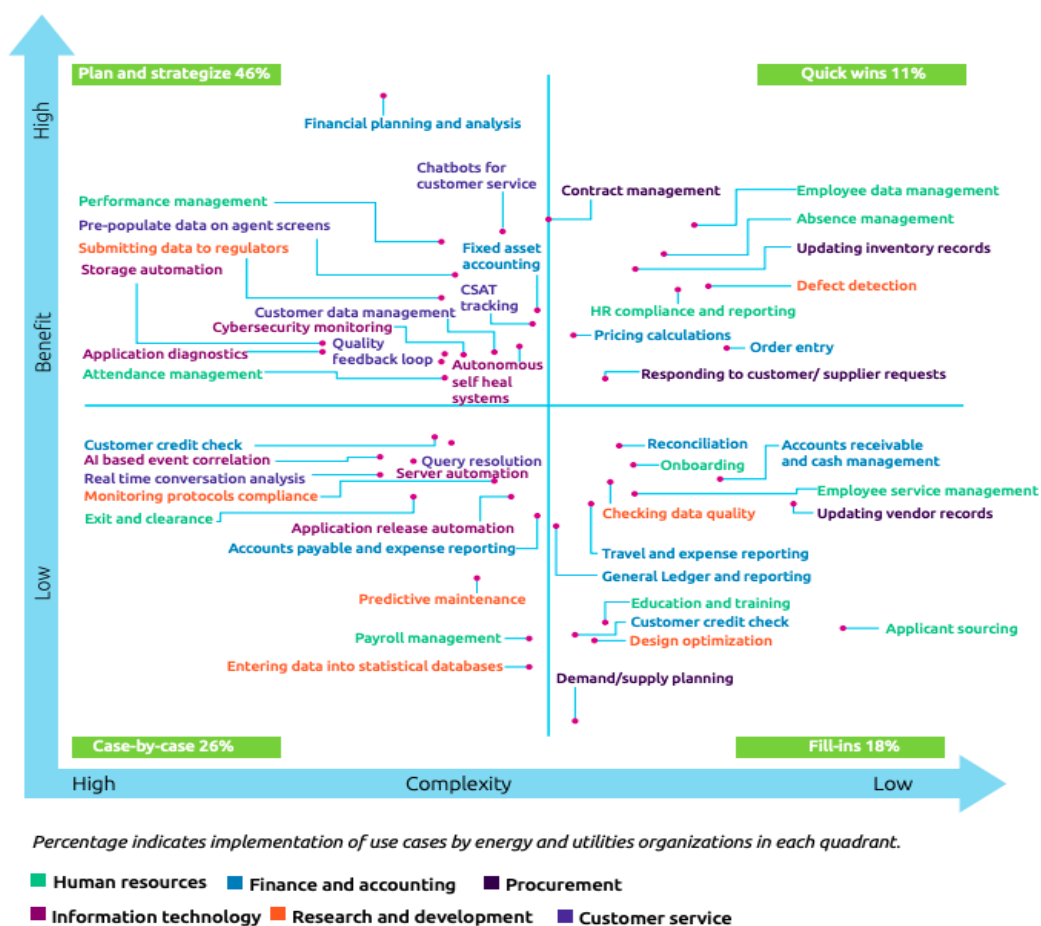 Plan and strategize 46%
Quick wins 11%
High
Financial planning and analysis
Chatbots for
customer service
Contract management
Employee data management
Performance management
Absence management
Pre-populate data on agent screens
Submitting data to regulators
Fixed asset
accounting
Updating inventory records
Storage automation
Defect detection
CSAT
tracking
HR compliance and reporting
Customer data management
Cybersecurity monitoring
Pricing calculations
Quality
feedback loop
Order entry
Application diagnostics
Autonomous
self heal
systems
Attendance management
Responding to customer/ supplier requests
Benefit
Customer credit check
Reconciliation
Accounts receivable
and cash management
AI based event correlation
Query resolution
Onboarding
Real time conversation analysis
Server automation
Monitoring protocols compliance
Employee service management
Exit and clearance
Checking data quality
Updating vendor records
Application release automation
Accounts payable and expense reporting
Travel and expense reporting
General Ledger and reporting
Low
Predictive maintenance
Education and training
Customer credit check
Applicant sourcing
Payroll management
Design optimization
Entering data into statistical databases
Demand/supply planning
Case-by-case 26%
Fill-ins 18%
High
Complexity
Low
Percentage indicates implementation of use cases by energy and utilities organizations in each quadrant.
Human resources
Finance and accounting
Procurement
Information technology
Research and development
Customer service